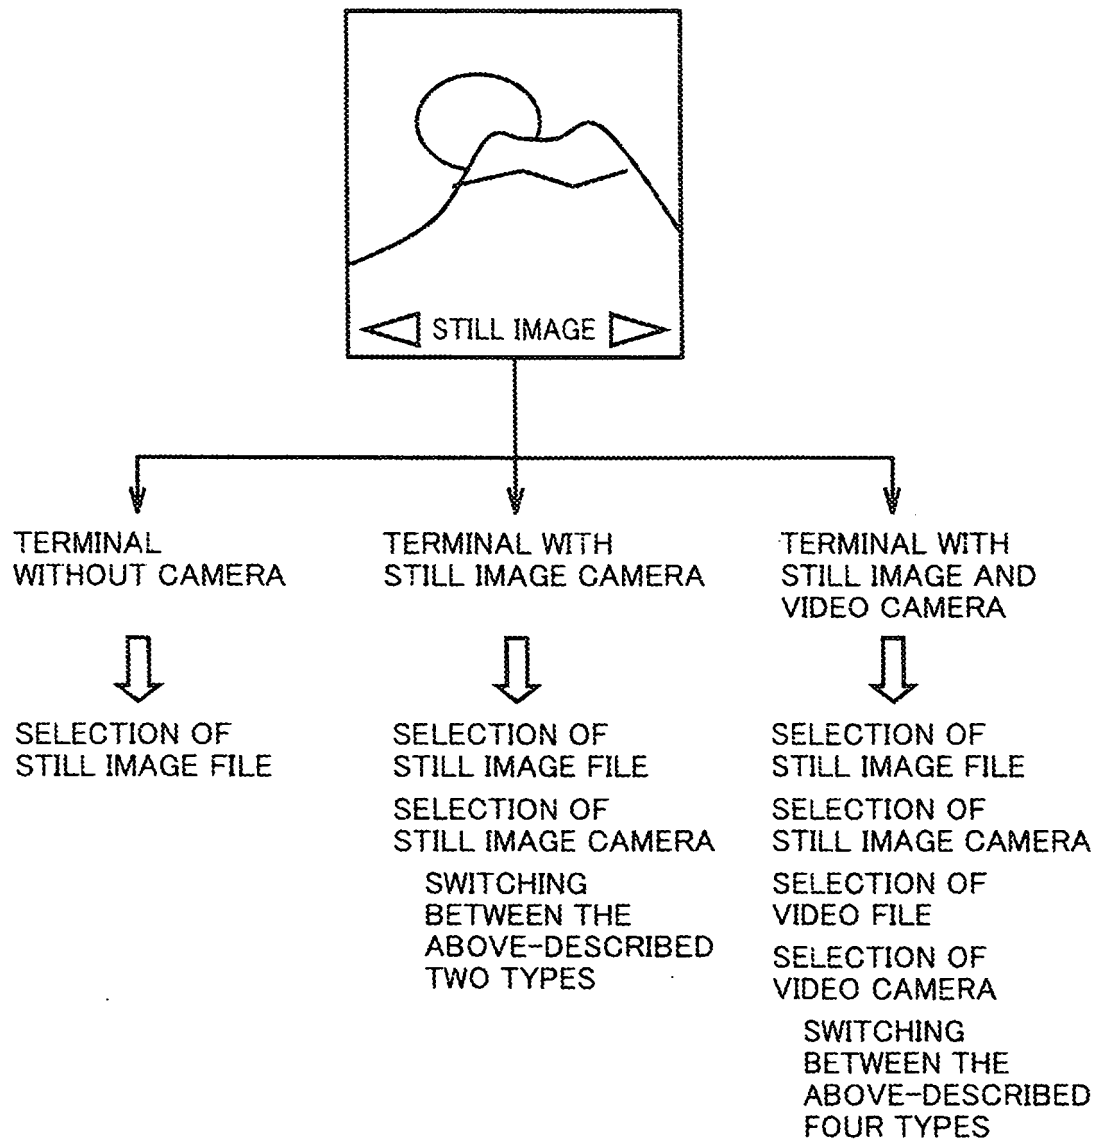 STILL IMAGE
TERMINAL
WITHOUT CAMERA
SELECTION OF
STILL IMAGE FILE
TERMINAL WITH
STILL IMAGE CAMERA
SELECTION OF
STILL IMAGE FILE
SELECTION OF
STILL IMAGE CAMERA
SWITCHING
BETWEEN THE
ABOVE-DESCRIBED
TWO TYPES
TERMINAL WITH
STILL IMAGE AND
VIDEO CAMERA
SELECTION OF
STILL IMAGE FILE
SELECTION OF
STILL IMAGE CAMERA
SELECTION OF
VIDEO FILE
SELECTION OF
VIDEO CAMERA
SWITCHING
BETWEEN THE
ABOVE-DESCRIBED
FOUR TYPES